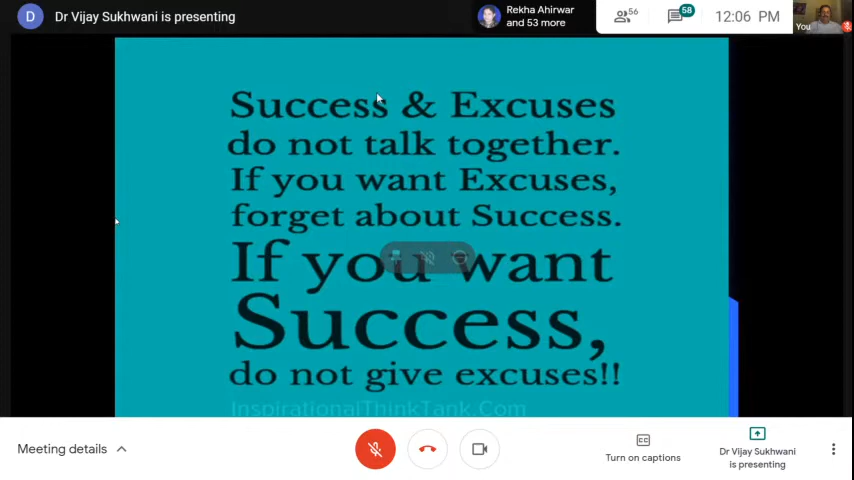 D
Dr Vijay Sukhwani is presenting
Rekha Ahirwar
and 53 more
56
58
12:06 PM
You
Success & Excuses
do not talk together.
If you want Excuses,
forget about Success.
If you want
Success,
do not give excuses!!
InspirationalThinkTank.Com
Meeting details
CC
Turn on captions
Dr Vijay Sukhwani
is presenting